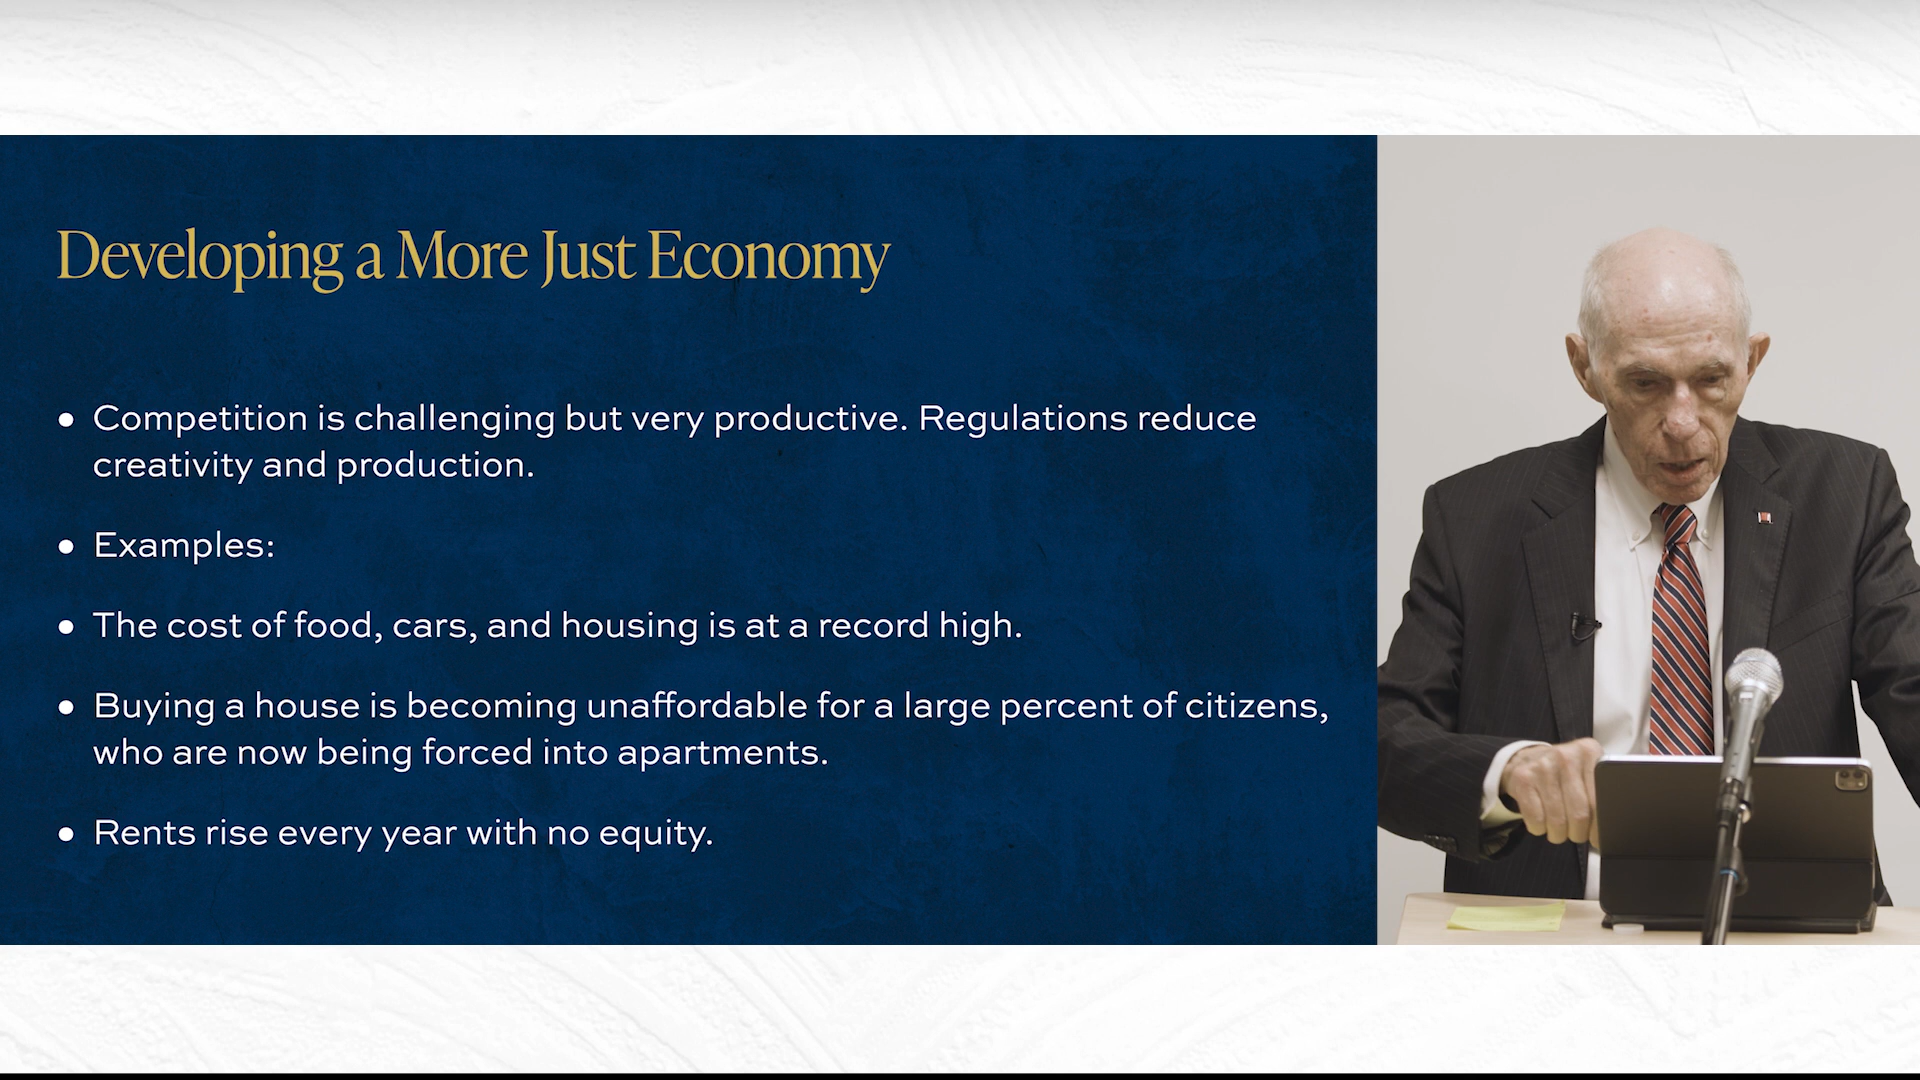 Developing a More Just Economy
• Competition is challenging but very productive. Regulations reduce
creativity and production.
• Examples:
• The cost of food, cars, and housing is at a record high.
• Buying a house is becoming unaffordable for a large percent of citizens,
who are now being forced into apartments.
• Rents rise every year with no equity.